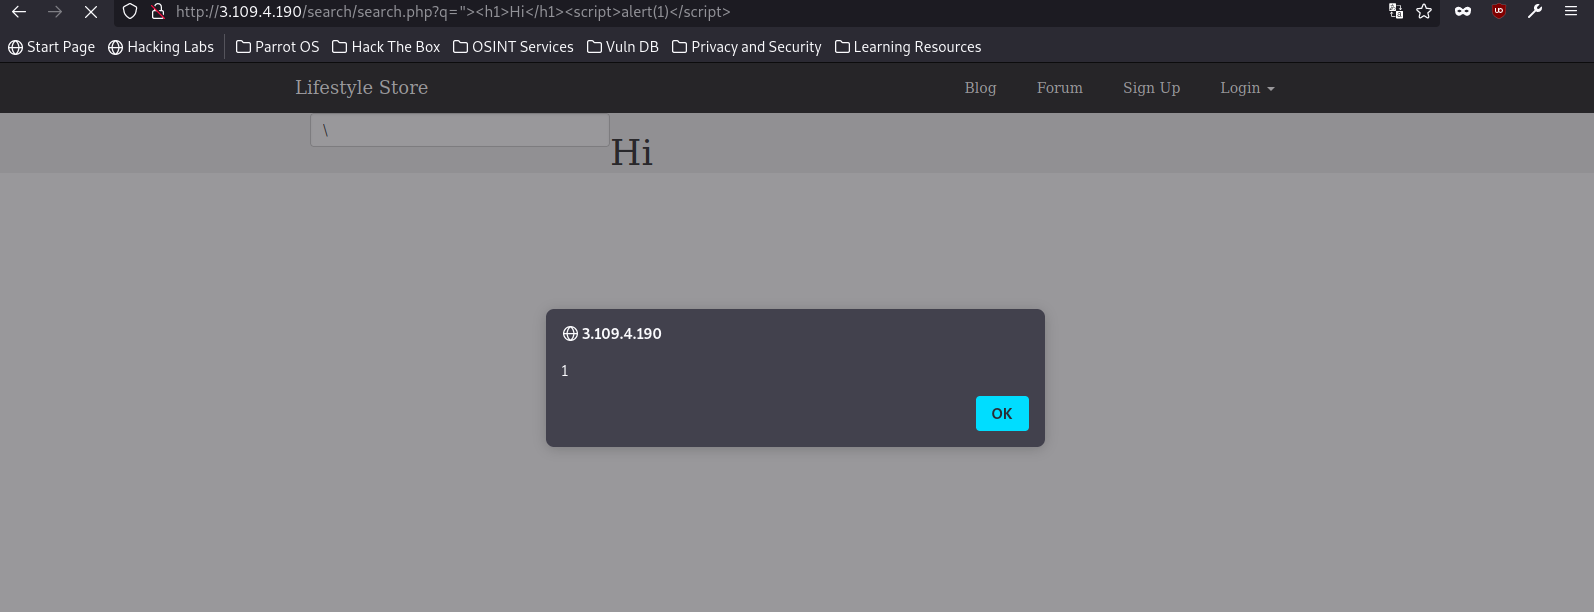 http://3.109.4.190/search/search.php?q="><h1>Hi</h1><script>alert(1)</script>
Start Page Hacking Labs Parrot OS Hack The Box OSINT Services Vuln DB Privacy and Security Learning Resources
Lifestyle Store Blog Forum Sign Up Login
\
Hi
3.109.4.190
1
OK